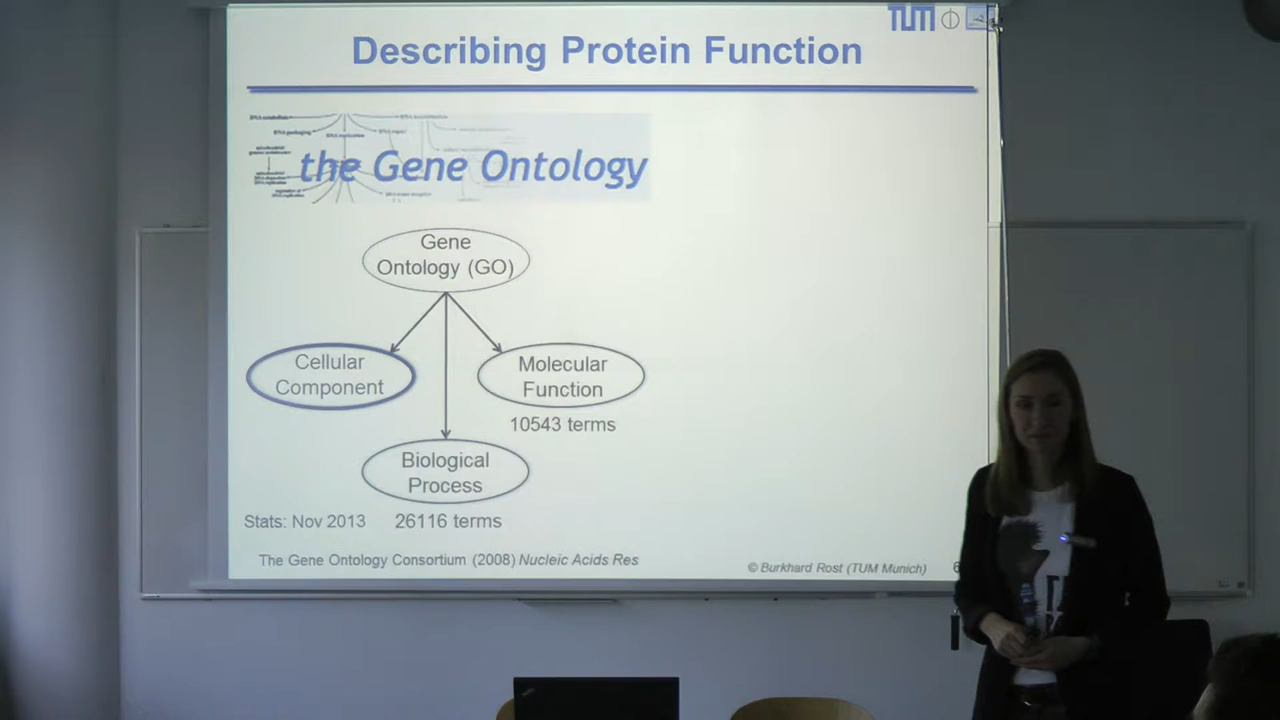 TUM
Describing Protein Function
the Gene Ontology
Gene
Ontology (GO)
Cellular
Component
Molecular
Function
10543 terms
Biological
Process
Stats: Nov 2013
26116 terms
The Gene Ontology Consortium (2008) Nucleic Acids Res
© Burkhard Rost (TUM Munich)
6